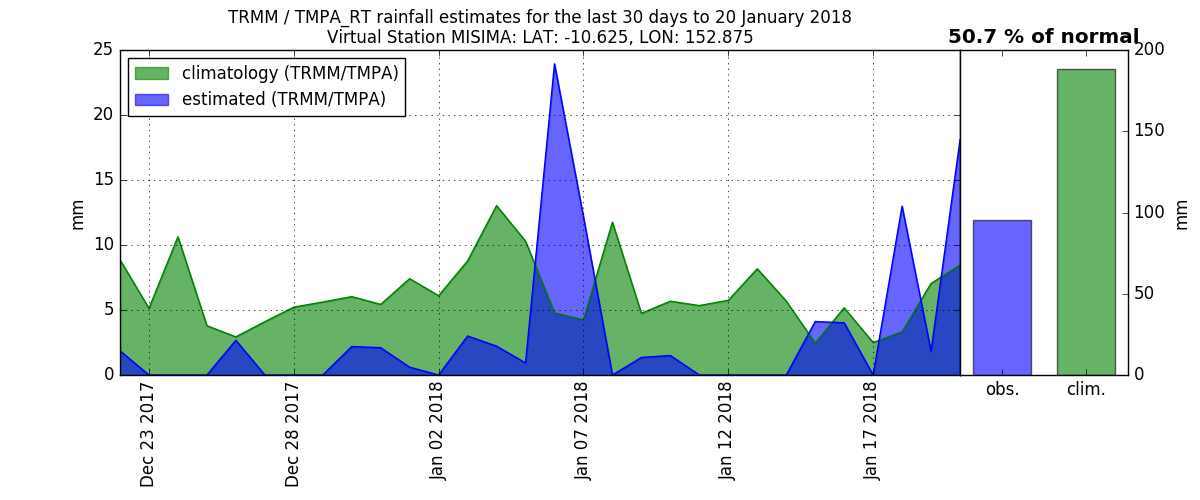 TRMM / TMPA_RT rainfall estimates for the last 30 days to 20 January 2018
Virtual Station MISIMA: LAT: -10.625, LON: 152.875
50.7 % of normal
climatology (TRMM/TMPA)
estimated (TRMM/TMPA)
mm
25
20
15
10
5
0
Dec 23 2017
Dec 28 2017
Jan 02 2018
Jan 07 2018
Jan 12 2018
Jan 17 2018
obs.
clim.
200
150
100
50
0
mm